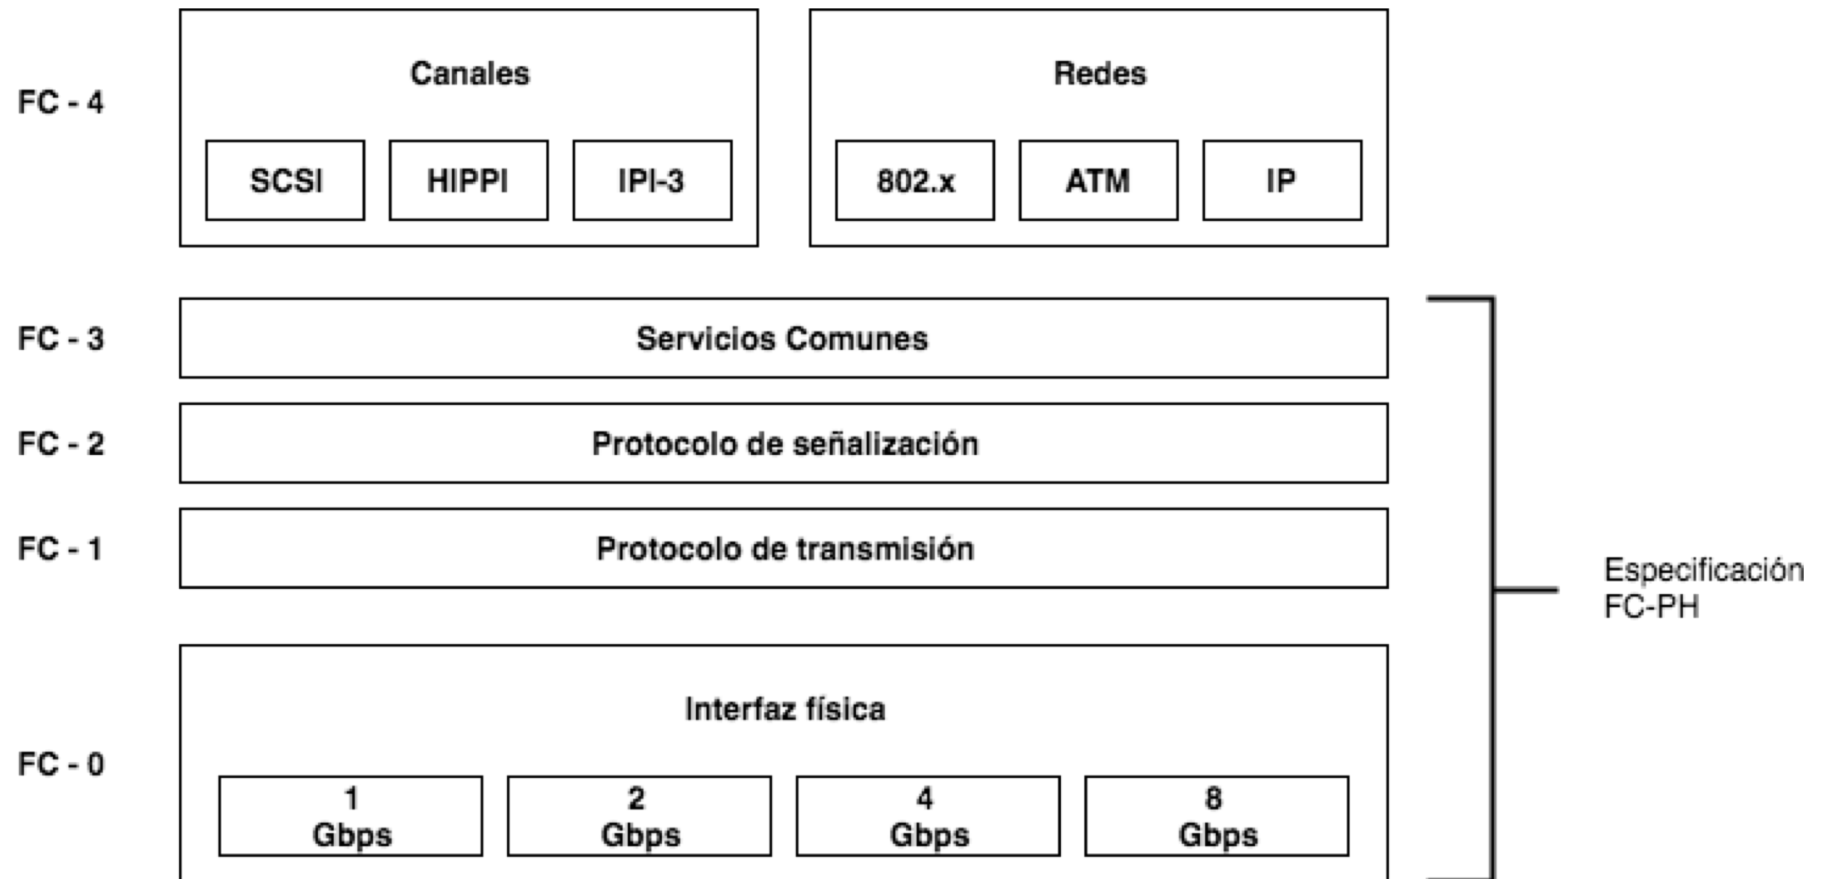 Canales
Redes
FC - 4
SCSI
HIPPI
IPI-3
802.x
ATM
IP
FC - 3
Servicios Comunes
FC - 2
Protocolo de señalización
FC - 1
Protocolo de transmisión
Especificación
FC-PH
Interfaz física
FC - 0
1
Gbps
2
Gbps
4
Gbps
8
Gbps